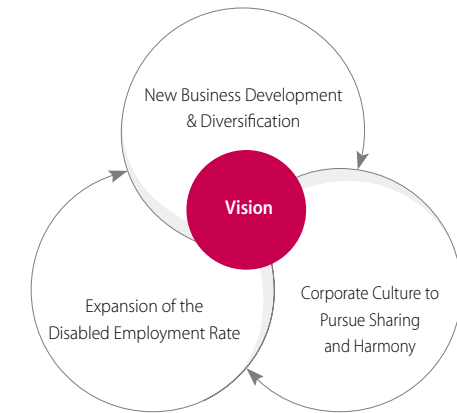 New Business Development
& Diversification
Vision
Expansion of the
Disabled Employment Rate
Corporate Culture to
Pursue Sharing
and Harmony